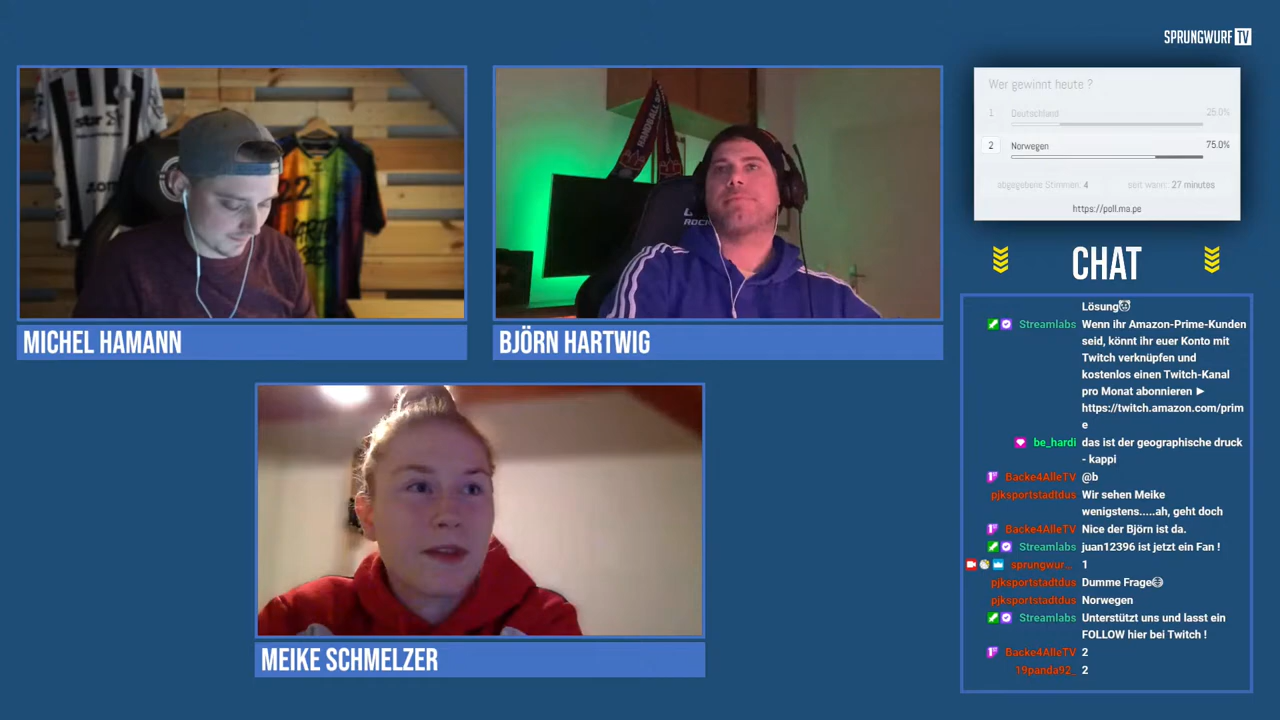 SPRUNGWURF TV
Wer gewinnt heute ?
1 Deutschland 25.0%
2 Norwegen 75.0%
abgegebene Stimmen: 4 seit wann: 27 minutes
https://poll.ma.pe
CHAT
MICHEL HAMANN
BJÖRN HARTWIG
MEIKE SCHMELZER
HANDBALL
22
Lösung
Streamlabs Wenn ihr Amazon-Prime-Kunden
seid, könnt ihr euer Konto mit
Twitch verknüpfen und
kostenlos einen Twitch-Kanal
pro Monat abonnieren ►
https://twitch.amazon.com/prim
e
be_hardi das ist der geographische druck
- kappi
Backe4AlleTV @b
pjksportstadtdus Wir sehen Meike
wenigstens.....ah, geht doch
Backe4AlleTV Nice der Björn ist da.
Streamlabs juan12396 ist jetzt ein Fan !
sprungwur... 1
pjksportstadtdus Dumme Frage😂
pjksportstadtdus Norwegen
Streamlabs Unterstützt uns und lasst ein
FOLLOW hier bei Twitch !
Backe4AlleTV 2
19panda92_ 2